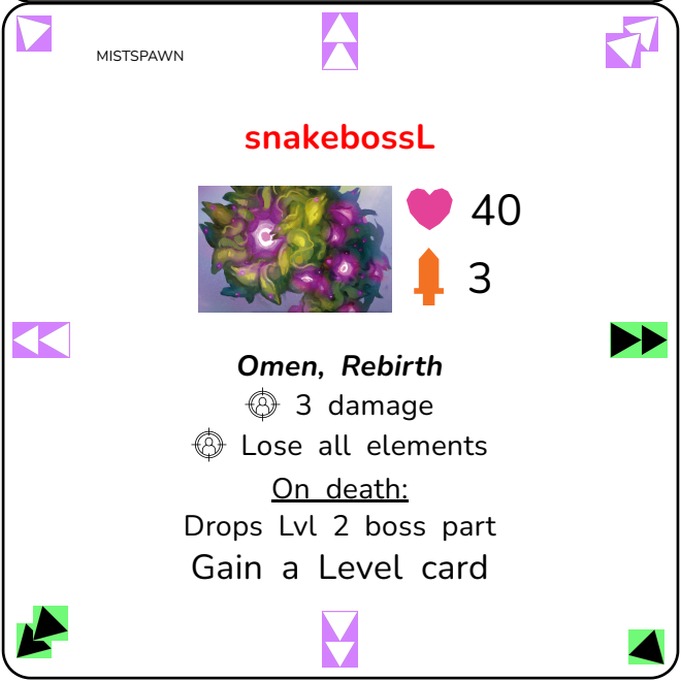 MISTSPAWN
snakebossL
40
3
Omen, Rebirth
3 damage
Lose all elements
On death:
Drops Lvl 2 boss part
Gain a Level card